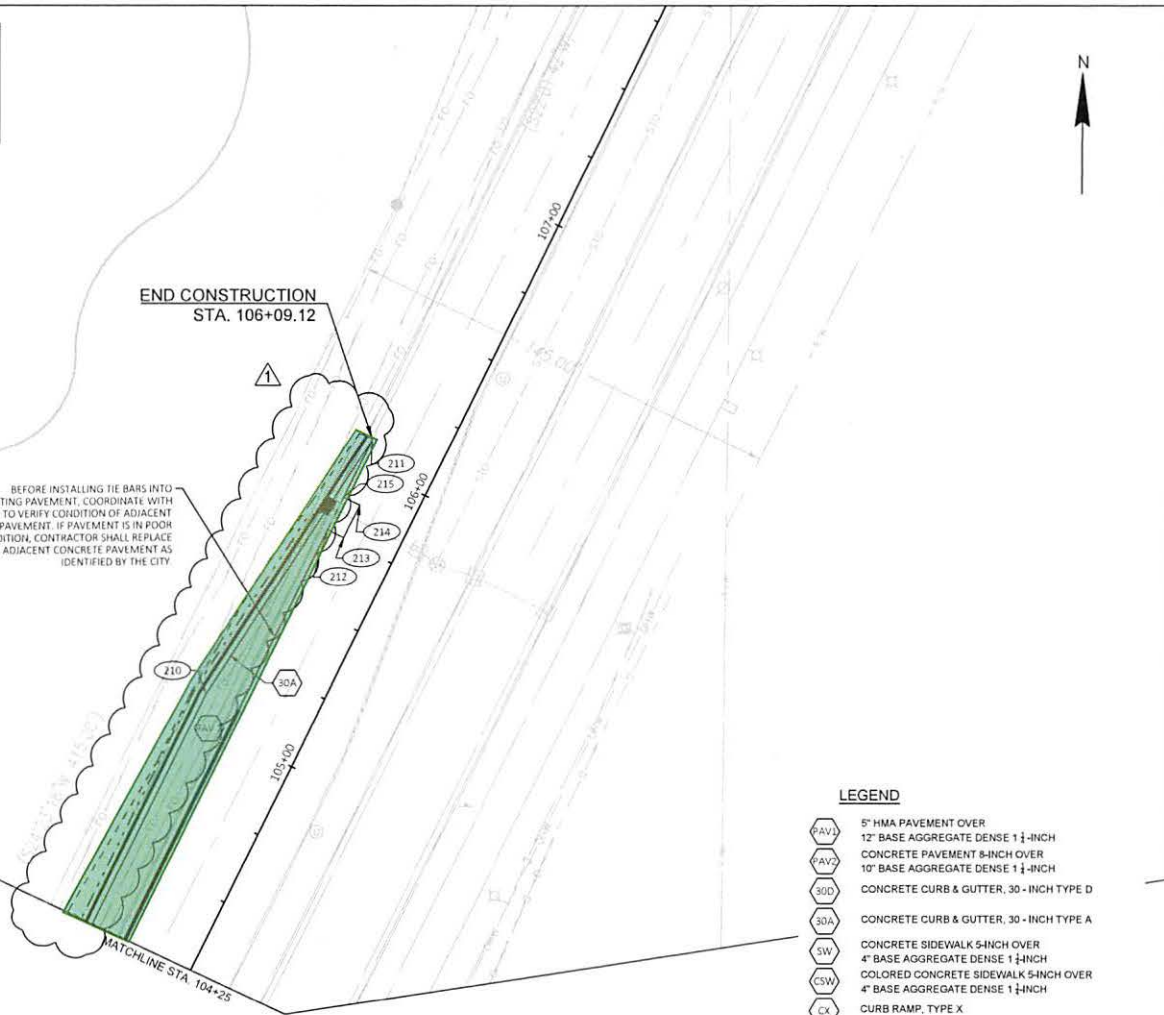 N
107+00
END CONSTRUCTION
STA. 106+09.12
145.00
1
211
215
106+00
214
213
212
BEFORE INSTALLING TIE BARS INTO
TING PAVEMENT, COORDINATE WITH
TO VERIFY CONDITION OF ADJACENT
PAVEMENT. IF PAVEMENT IS IN POOR
DITION, CONTRACTOR SHALL REPLACE
ADJACENT CONCRETE PAVEMENT AS
IDENTIFIED BY THE CITY.
210
30A
105+00
MATCHLINE STA. 104+25
LEGEND
PAV1 5" HMA PAVEMENT OVER
12" BASE AGGREGATE DENSE 1 1/4-INCH
PAV2 CONCRETE PAVEMENT 8-INCH OVER
10" BASE AGGREGATE DENSE 1 1/4-INCH
30D CONCRETE CURB & GUTTER, 30 - INCH TYPE D
30A CONCRETE CURB & GUTTER, 30 - INCH TYPE A
SW CONCRETE SIDEWALK 5-INCH OVER
4" BASE AGGREGATE DENSE 1 1/4-INCH
CSW COLORED CONCRETE SIDEWALK 5-INCH OVER
4" BASE AGGREGATE DENSE 1 1/4-INCH
CX CURB RAMP, TYPE X